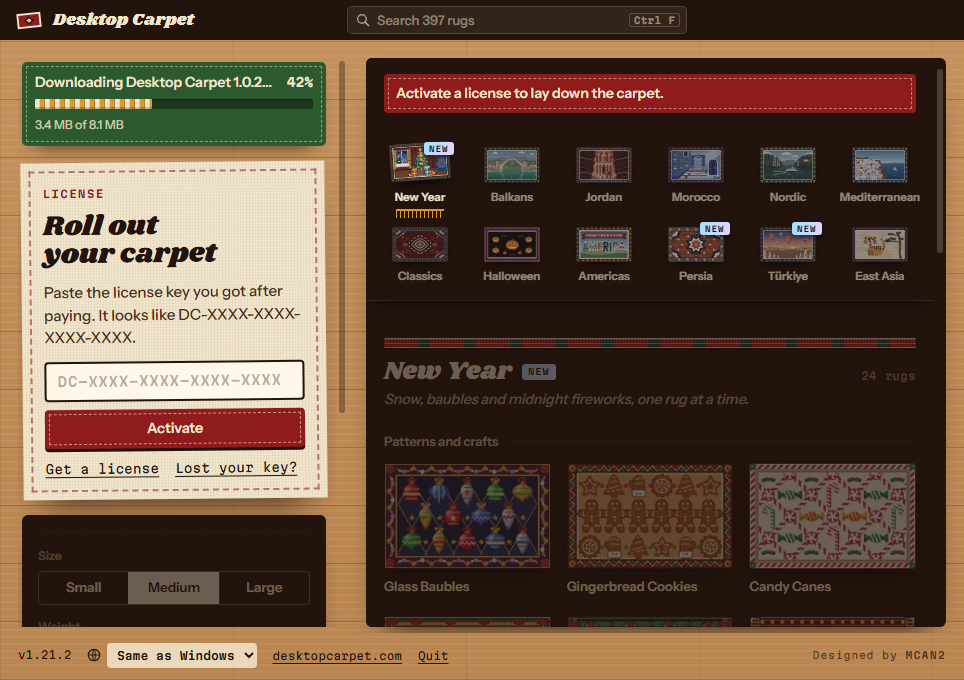 Desktop Carpet
Search 397 rugs
Ctrl F
Downloading Desktop Carpet 1.0.2... 42%
3.4 MB of 8.1 MB
LICENSE
Roll out
your carpet
Paste the license key you got after
paying. It looks like DC-XXXX-XXXX-
XXXX-XXXX.
DC-XXXX-XXXX-XXXX-XXXX
Activate
Get a license Lost your key?
Size
Small Medium Large
Weight
Activate a license to lay down the carpet.
NEW
New Year Balkans Jordan Morocco Nordic Mediterranean
NEW NEW
Classics Halloween Americas Persia Türkiye East Asia
New Year NEW 24 rugs
Snow, baubles and midnight fireworks, one rug at a time.
Patterns and crafts
Glass Baubles Gingerbread Cookies Candy Canes
v1.21.2 Same as Windows desktopcarpet.com Quit
Designed by MCAN2